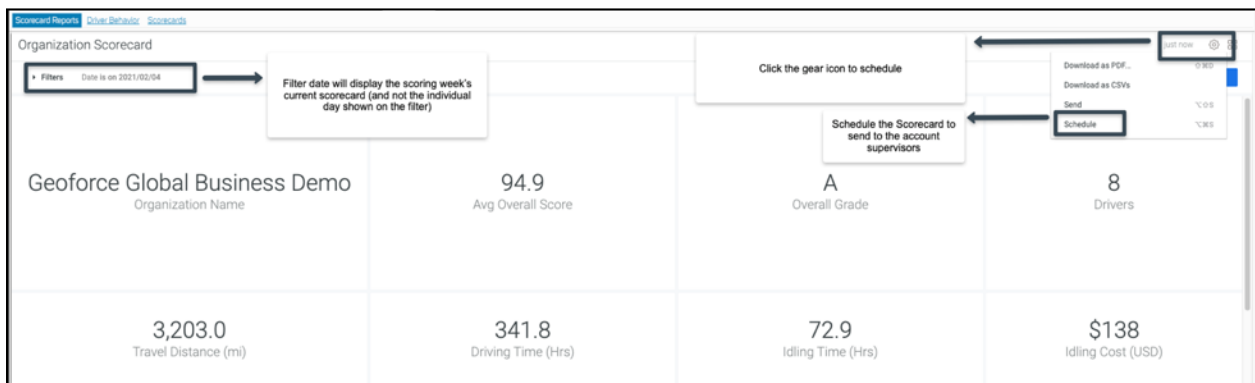 Scorecard Reports Driver Behavior Scorecards
Organization Scorecard
just now
Filters Date is on 2021/02/04
Filter date will display the scoring week's
current scorecard (and not the individual
day shown on the filter)
Click the gear icon to schedule
Download as PDF... ⇧⌘D
Download as CSVs
Send ⌥⇧S
Schedule ⌥⌘S
Schedule the Scorecard to
send to the account
supervisors
Geoforce Global Business Demo
Organization Name
94.9
Avg Overall Score
A
Overall Grade
8
Drivers
3,203.0
Travel Distance (mi)
341.8
Driving Time (Hrs)
72.9
Idling Time (Hrs)
$138
Idling Cost (USD)